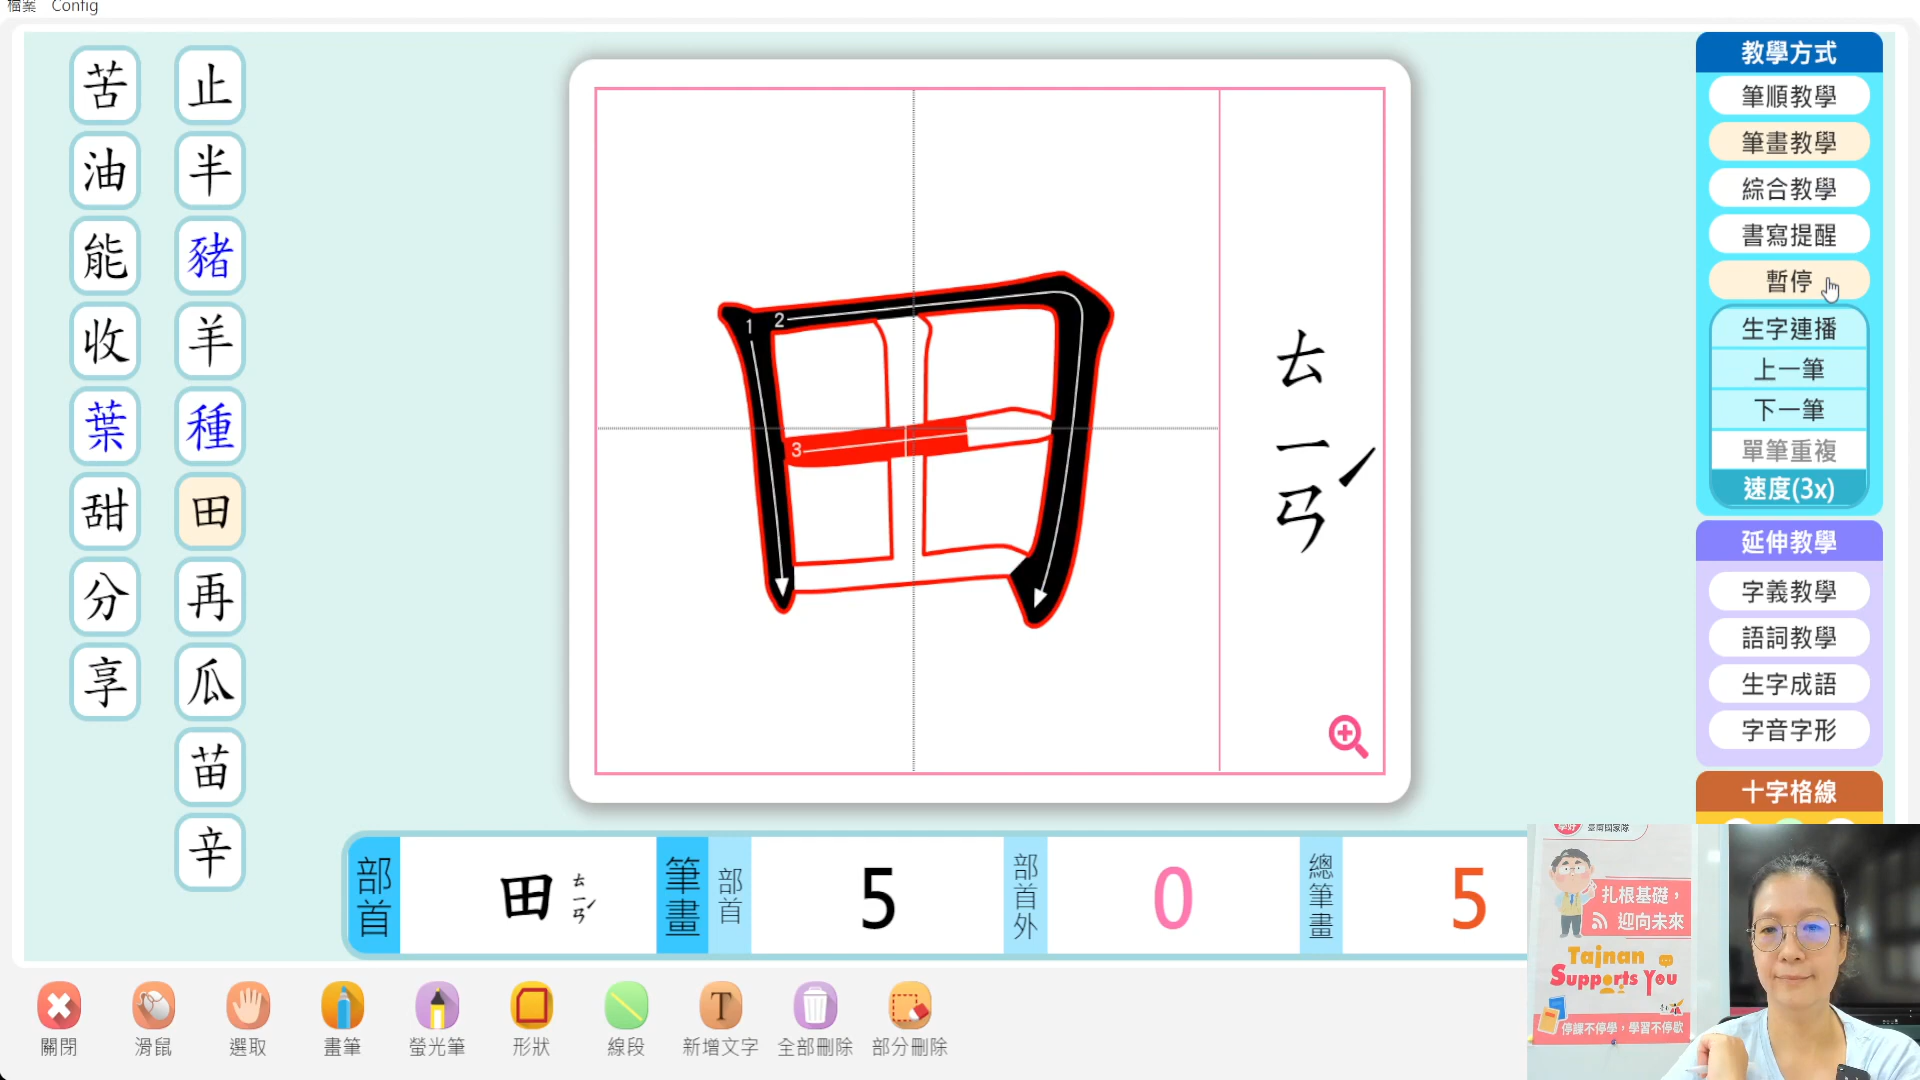 檔案 Config
苦 止
油 半
能 豬
收 羊
葉 種
甜 田
分 再
享 瓜
苗
辛
1 2
3
ㄊㄧㄢˊ
教學方式
筆順教學
筆畫教學
綜合教學
書寫提醒
暫停
生字連播
上一筆
下一筆
單筆重複
速度(3x)
延伸教學
字義教學
語詞教學
生字成語
字音字形
十字格線
部首 田 ㄊㄧㄢˊ 筆畫 部首 5 部首外 0 總筆畫 5
關閉 滑鼠 選取 畫筆 螢光筆 形狀 線段 新增文字 全部刪除 部分刪除
扎根基礎，
迎向未來
Tainan
Supports You
停課不停學，學習不停歇